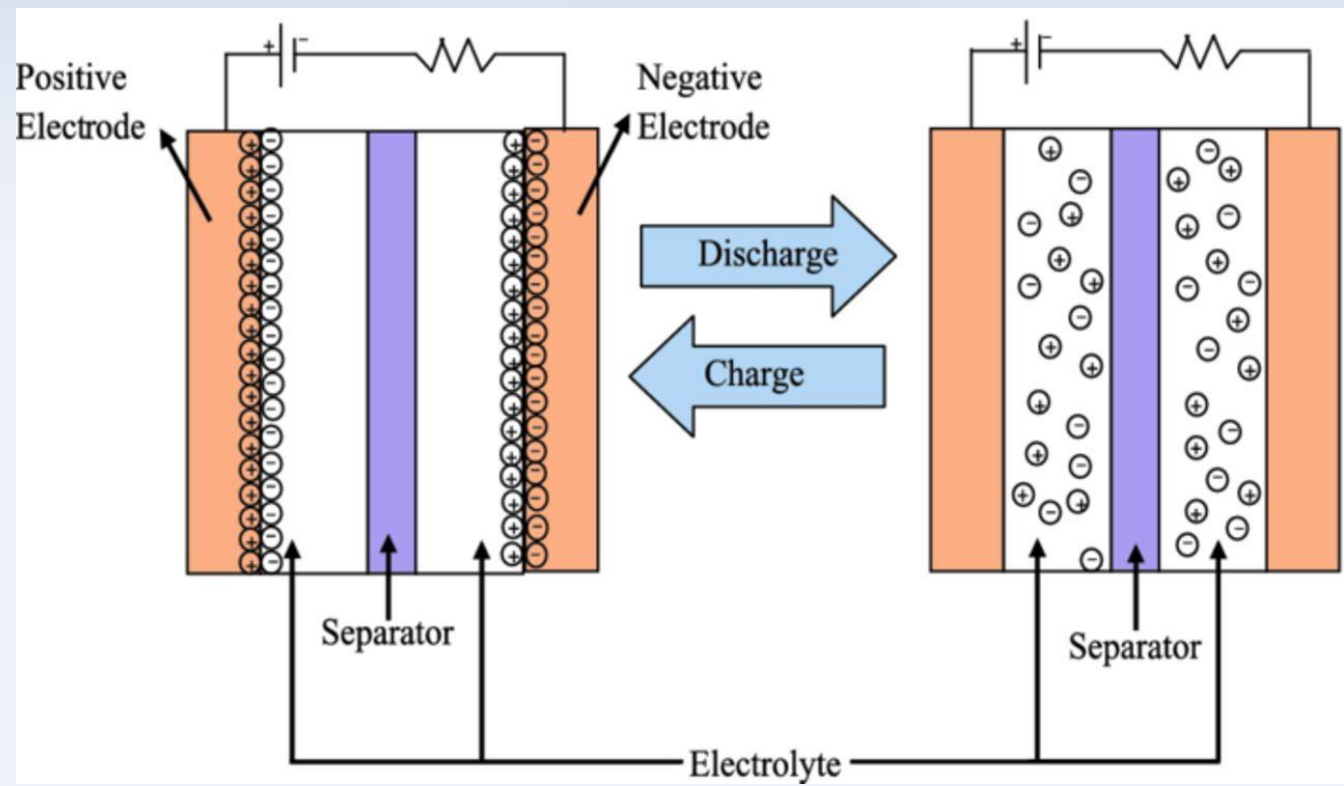 Positive
Electrode
Negative
Electrode
Discharge
Charge
Separator
Separator
Electrolyte